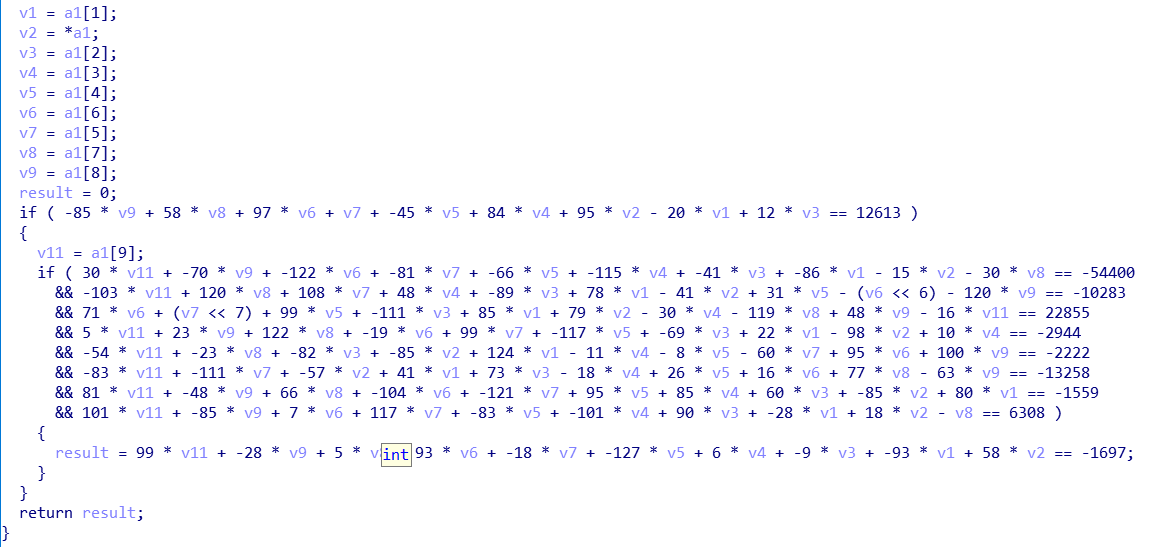 v1 = a1[1];
v2 = *a1;
v3 = a1[2];
v4 = a1[3];
v5 = a1[4];
v6 = a1[6];
v7 = a1[5];
v8 = a1[7];
v9 = a1[8];
result = 0;
if ( -85 * v9 + 58 * v8 + 97 * v6 + v7 + -45 * v5 + 84 * v4 + 95 * v2 - 20 * v1 + 12 * v3 == 12613 )
{
v11 = a1[9];
if ( 30 * v11 + -70 * v9 + -122 * v6 + -81 * v7 + -66 * v5 + -115 * v4 + -41 * v3 + -86 * v1 - 15 * v2 - 30 * v8 == -54400
&& -103 * v11 + 120 * v8 + 108 * v7 + 48 * v4 + -89 * v3 + 78 * v1 - 41 * v2 + 31 * v5 - (v6 << 6) - 120 * v9 == -10283
&& 71 * v6 + (v7 << 7) + 99 * v5 + -111 * v3 + 85 * v1 + 79 * v2 - 30 * v4 - 119 * v8 + 48 * v9 - 16 * v11 == 22855
&& 5 * v11 + 23 * v9 + 122 * v8 + -19 * v6 + 99 * v7 + -117 * v5 + -69 * v3 + 22 * v1 - 98 * v2 + 10 * v4 == -2944
&& -54 * v11 + -23 * v8 + -82 * v3 + -85 * v2 + 124 * v1 - 11 * v4 - 8 * v5 - 60 * v7 + 95 * v6 + 100 * v9 == -2222
&& -83 * v11 + -111 * v7 + -57 * v2 + 41 * v1 + 73 * v3 - 18 * v4 + 26 * v5 + 16 * v6 + 77 * v8 - 63 * v9 == -13258
&& 81 * v11 + -48 * v9 + 66 * v8 + -104 * v6 + -121 * v7 + 95 * v5 + 85 * v4 + 60 * v3 + -85 * v2 + 80 * v1 == -1559
&& 101 * v11 + -85 * v9 + 7 * v6 + 117 * v7 + -83 * v5 + -101 * v4 + 90 * v3 + -28 * v1 + 18 * v2 - v8 == 6308 )
{
result = 99 * v11 + -28 * v9 + 5 * v int 93 * v6 + -18 * v7 + -127 * v5 + 6 * v4 + -9 * v3 + -93 * v1 + 58 * v2 == -1697;
}
}
return result;
}